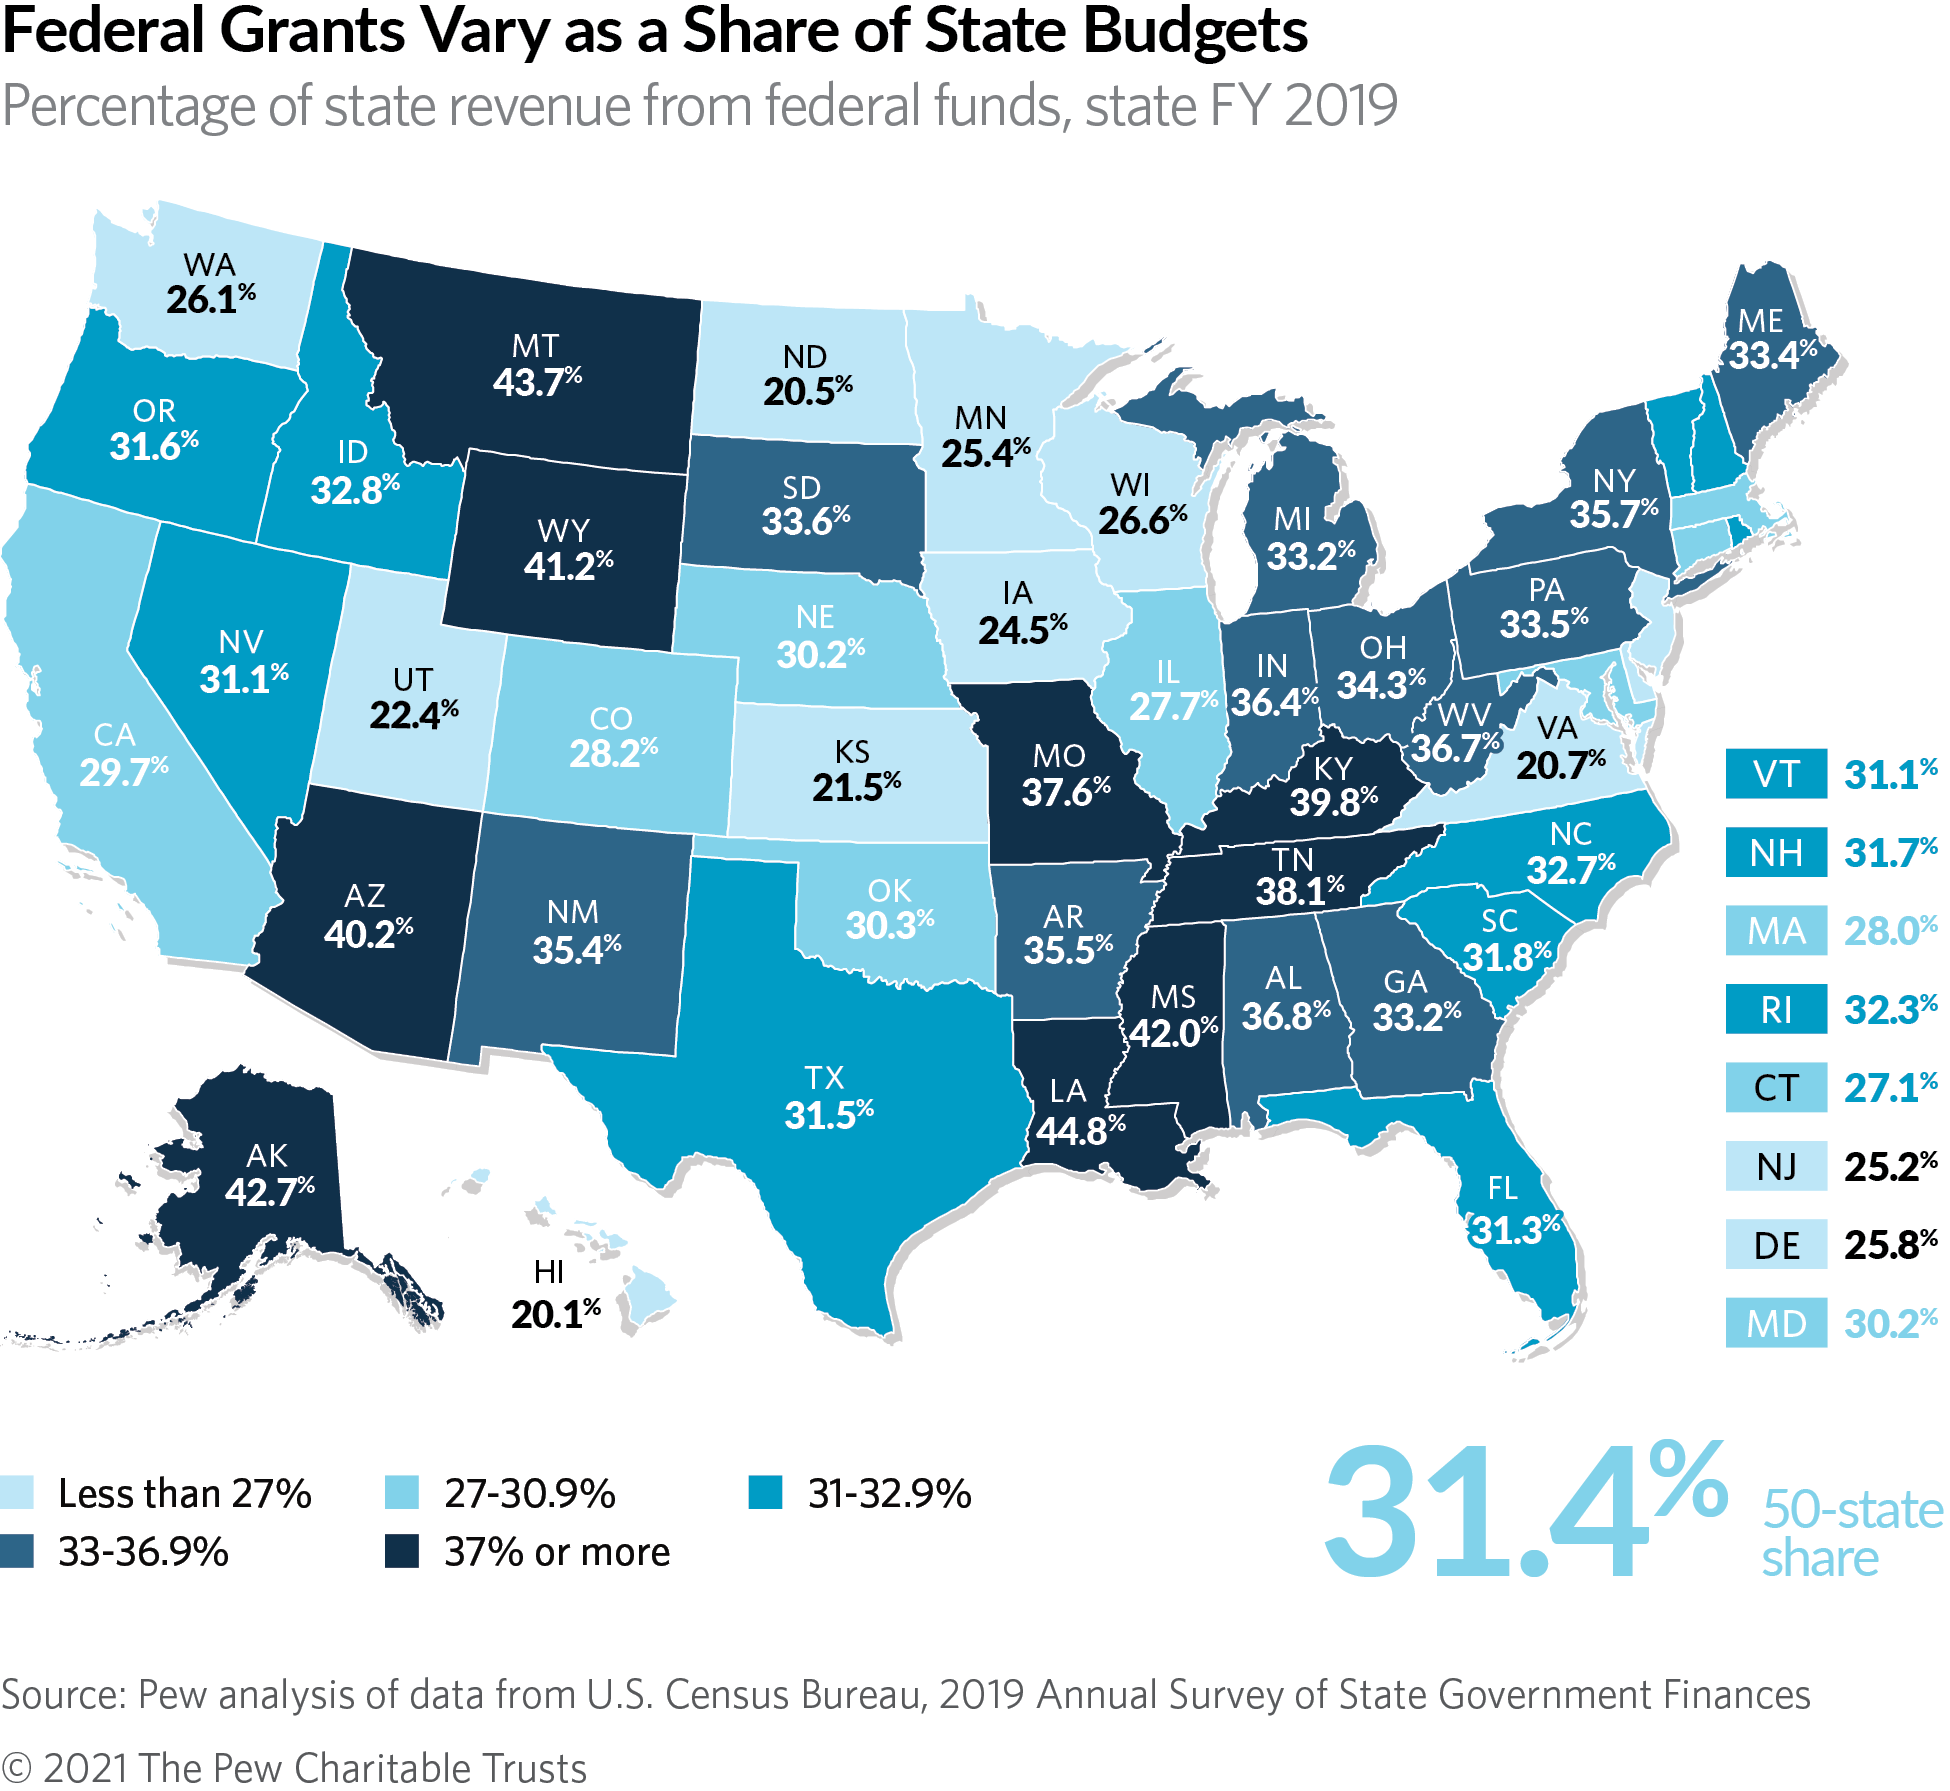 Federal Grants Vary as a Share of State Budgets
Percentage of state revenue from federal funds, state FY 2019
WA
26.1%
MT
43.7%
ND
20.5%
MN
25.4%
ME
33.4%
OR
31.6%
ID
32.8%
WY
41.2%
SD
33.6%
WI
26.6%
MI
33.2%
NY
35.7%
NV
31.1%
UT
22.4%
NE
30.2%
IA
24.5%
IL
27.7%
IN
36.4%
OH
34.3%
PA
33.5%
CA
29.7%
CO
28.2%
KS
21.5%
MO
37.6%
KY
39.8%
WV
36.7%
VA
20.7%
AZ
40.2%
NM
35.4%
OK
30.3%
AR
35.5%
TN
38.1%
NC
32.7%
SC
31.8%
TX
31.5%
LA
44.8%
MS
42.0%
AL
36.8%
GA
33.2%
FL
31.3%
AK
42.7%
HI
20.1%
VT 31.1%
NH 31.7%
MA 28.0%
RI 32.3%
CT 27.1%
NJ 25.2%
DE 25.8%
MD 30.2%
Less than 27% 27-30.9% 31-32.9%
33-36.9% 37% or more
31.4% 50-state
share
Source: Pew analysis of data from U.S. Census Bureau, 2019 Annual Survey of State Government Finances
© 2021 The Pew Charitable Trusts